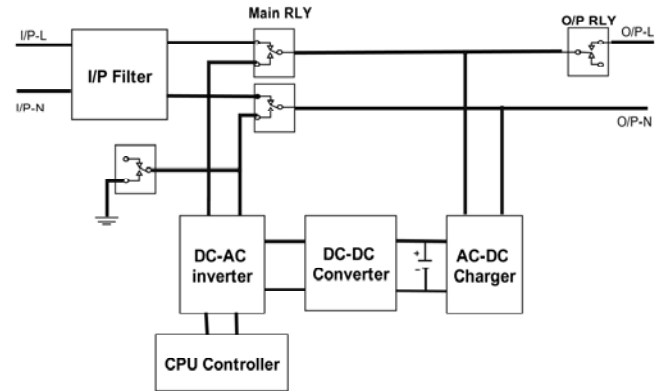 Main RLY
O/P RLY
I/P-L
O/P-L
I/P Filter
I/P-N
O/P-N
DC-AC
inverter
DC-DC
Converter
+
-
AC-DC
Charger
CPU Controller